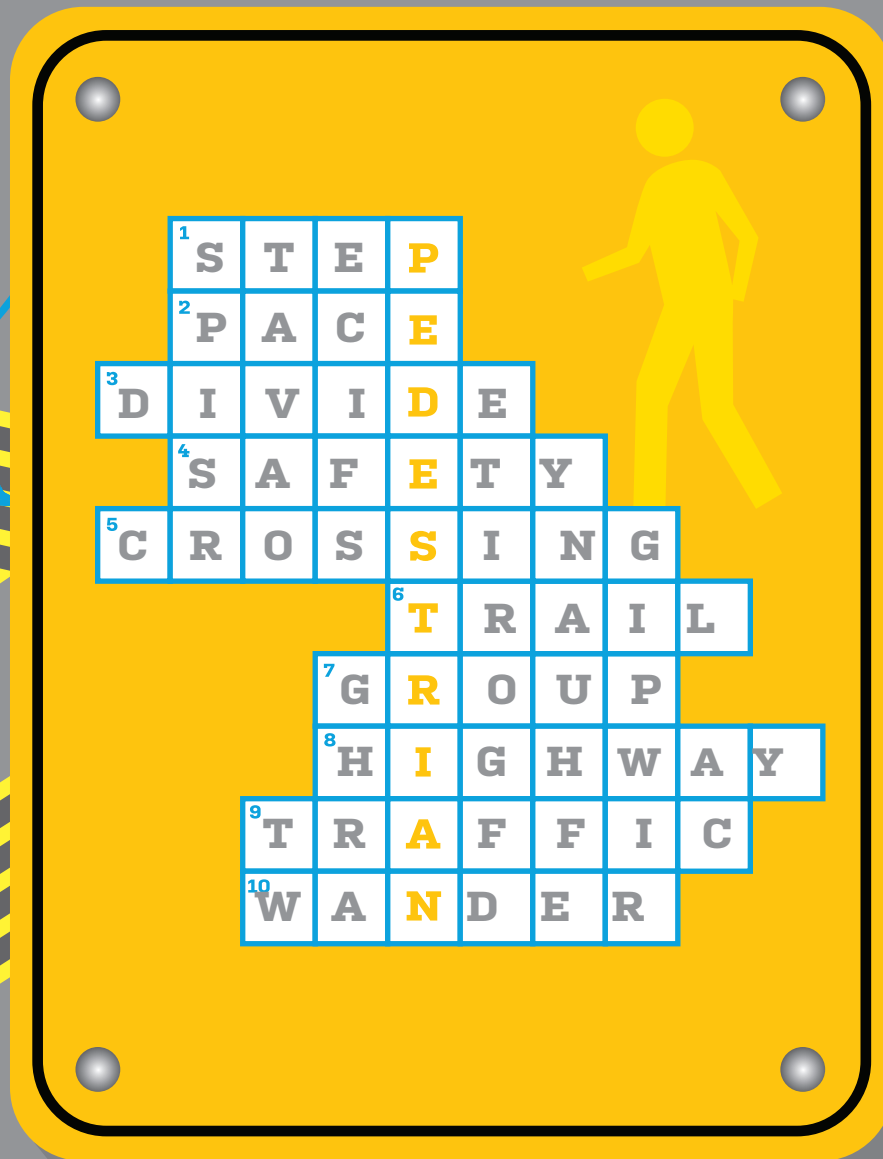 1 STEP
2 PACE
3 DIVIDE
4 SAFETY
5 CROSSING
6 TRAIL
7 GROUP
8 HIGHWAY
9 TRAFFIC
10 WANDER